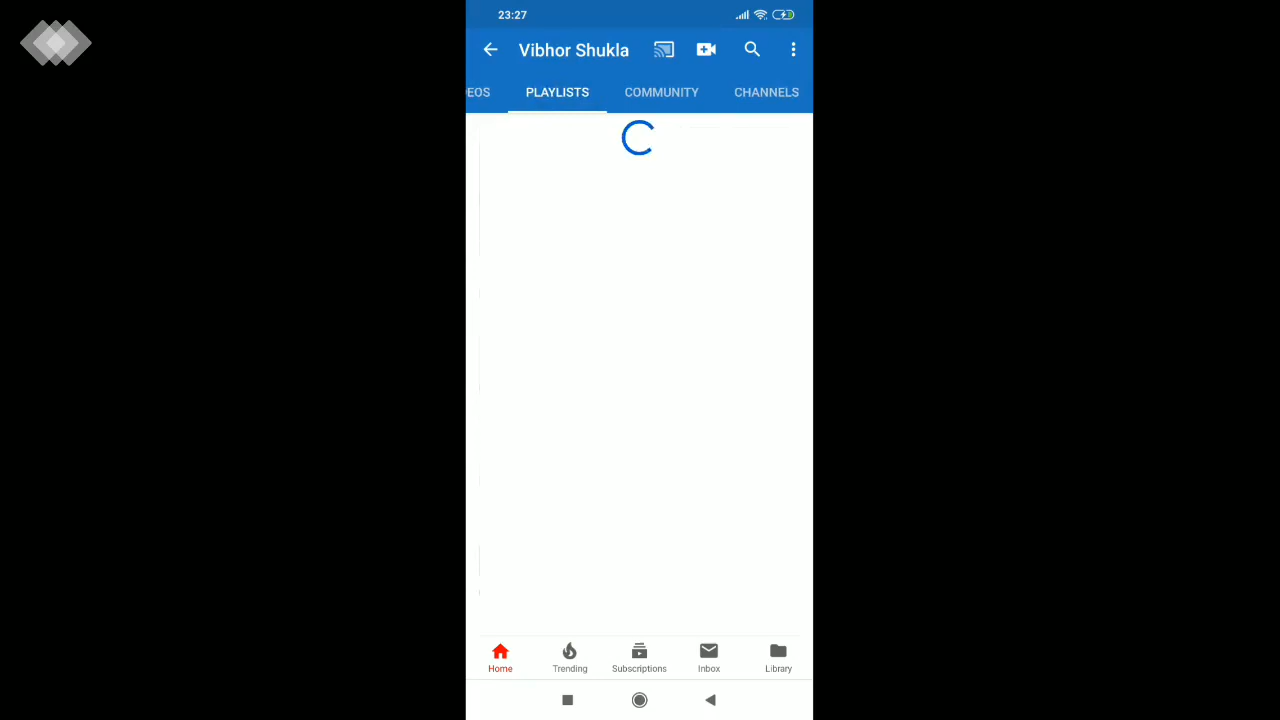 23:27
Vibhor Shukla
EOS PLAYLISTS COMMUNITY CHANNELS
Home Trending Subscriptions Inbox Library